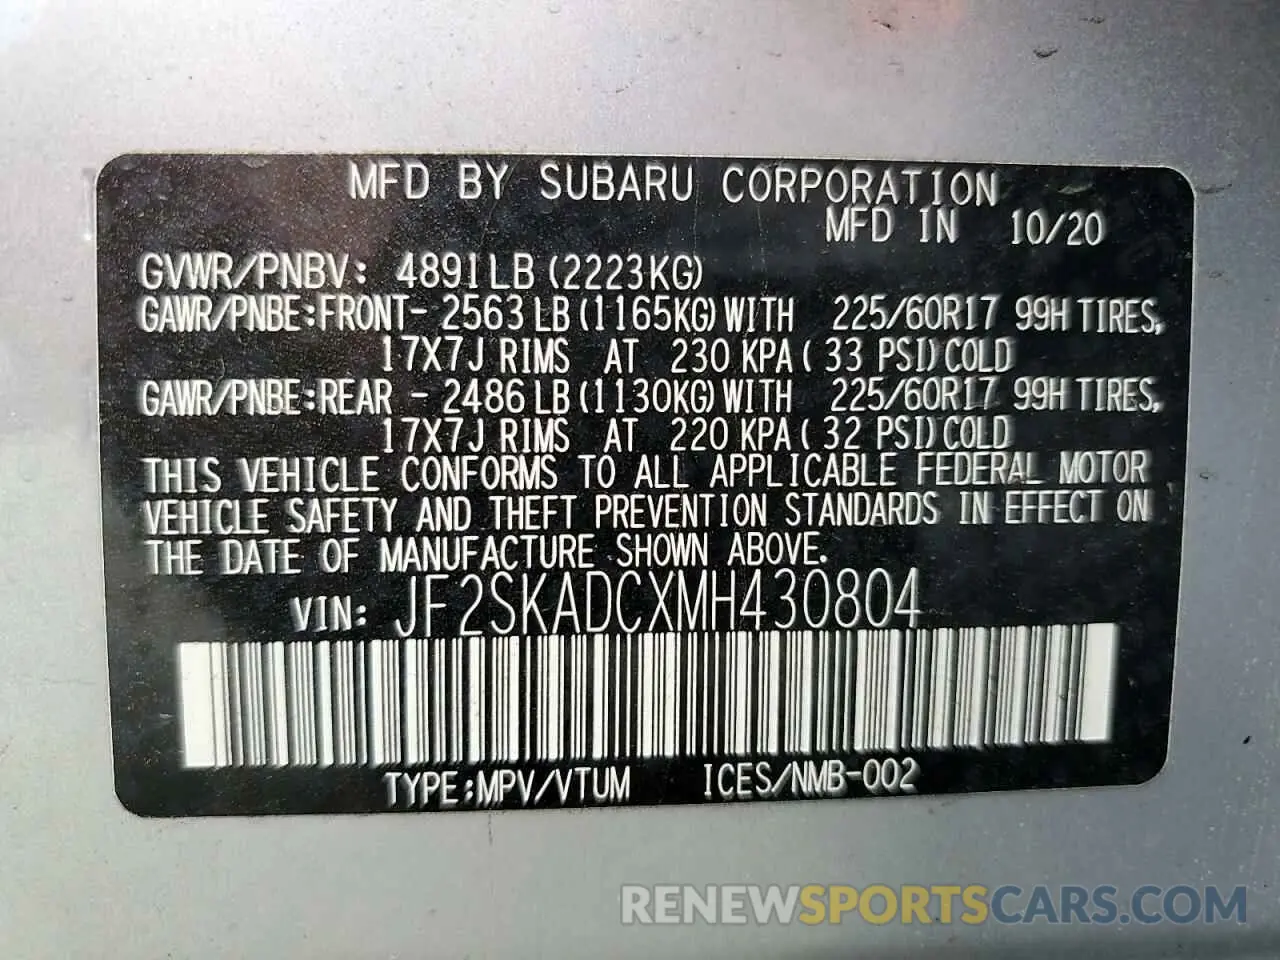 MFD BY SUBARU CORPORATION
MFD IN 10/20
GVWR/PNBV: 4891LB (2223KG)
GAWR/PNBE:FRONT- 2563 LB (1165KG) WITH 225/60R17 99H TIRES,
17X7J RIMS AT 230 KPA ( 33 PSI) COLD
GAWR/PNBE:REAR - 2486 LB (1130KG) WITH 225/60R17 99H TIRES,
17X7J RIMS AT 220 KPA ( 32 PSI) COLD
THIS VEHICLE CONFORMS TO ALL APPLICABLE FEDERAL MOTOR
VEHICLE SAFETY AND THEFT PREVENTION STANDARDS IN EFFECT ON
THE DATE OF MANUFACTURE SHOWN ABOVE.
VIN: JF2SKADCXMH430804
TYPE:MPV/VTUM ICES/NMB-002
RENEWSPORTSCARS.COM